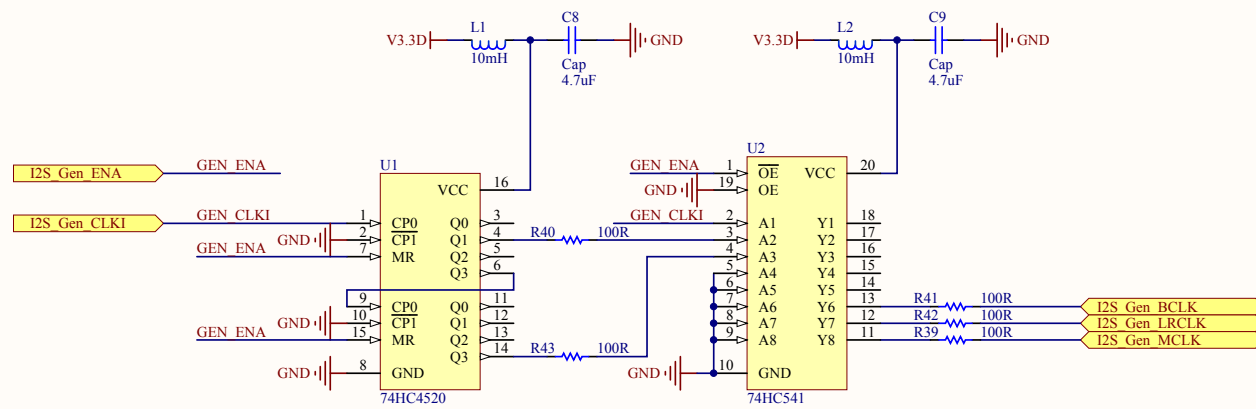 L1
C8
L2
C9
V3.3D
GND
V3.3D
GND
10mH
Cap
10mH
Cap
4.7uF
4.7uF
I2S_Gen_ENA
GEN_ENA
I2S_Gen_CLKI
GEN_CLKI
GND
GEN_ENA
GND
GEN_ENA
GND
U1
VCC
16
1
CP0
Q0
3
2
CP1
Q1
4
7
MR
Q2
5
Q3
6
9
CP0
Q0
11
10
CP1
Q1
12
15
MR
Q2
13
Q3
14
8
GND
74HC4520
R40
100R
R43
100R
GEN_ENA
GND
GEN_CLKI
GND
U2
1
OE
VCC
20
19
OE
2
A1
Y1
18
3
A2
Y2
17
4
A3
Y3
16
5
A4
Y4
15
6
A5
Y5
14
7
A6
Y6
13
8
A7
Y7
12
9
A8
Y8
11
10
GND
74HC541
R41
100R
I2S_Gen_BCLK
R42
100R
I2S_Gen_LRCLK
R39
100R
I2S_Gen_MCLK